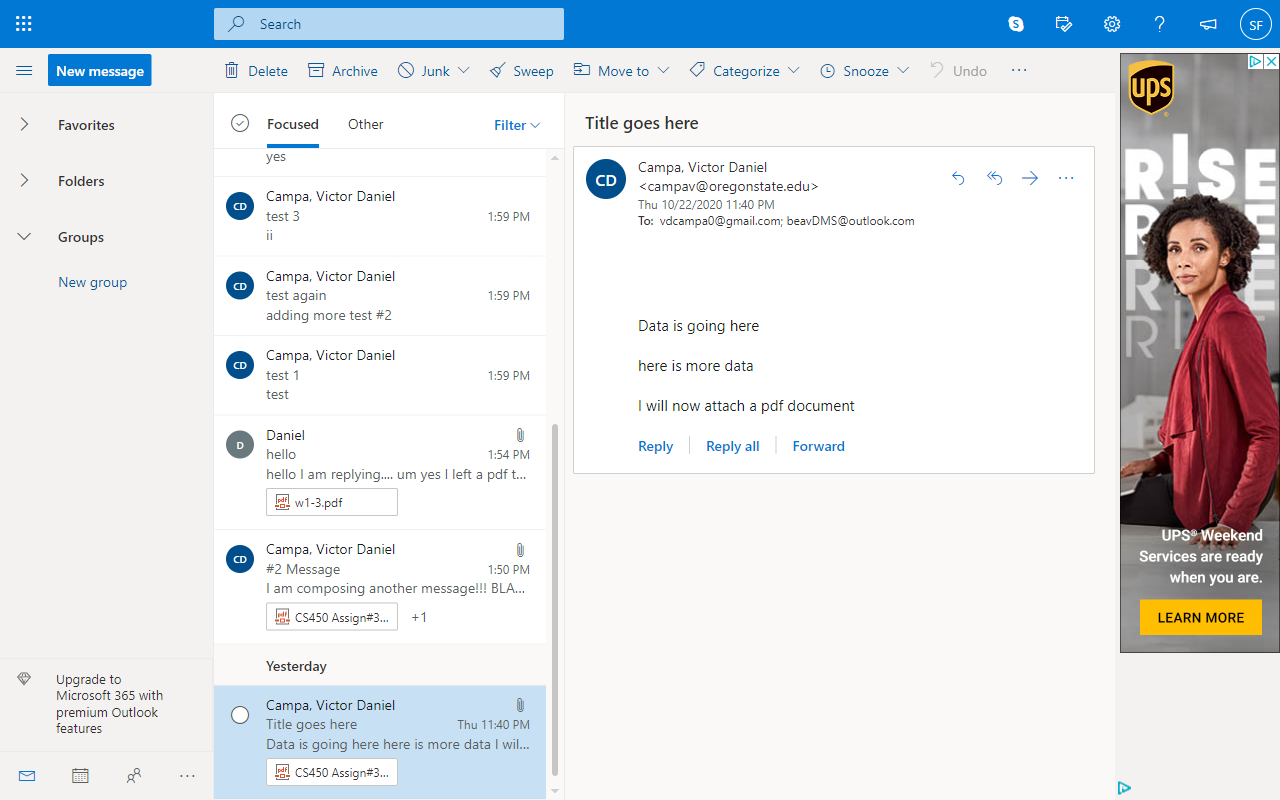 Search
SF
New message
Delete
Archive
Junk
Sweep
Move to
Categorize
Snooze
Undo
Favorites
Folders
Groups
New group
Upgrade to
Microsoft 365 with
premium Outlook
features
Focused
Other
Filter
yes
CD
Campa, Victor Daniel
test 3
1:59 PM
ii
CD
Campa, Victor Daniel
test again
1:59 PM
adding more test #2
CD
Campa, Victor Daniel
test 1
1:59 PM
test
D
Daniel
hello
1:54 PM
hello I am replying.... um yes I left a pdf t...
w1-3.pdf
CD
Campa, Victor Daniel
#2 Message
1:50 PM
I am composing another message!!! BLA...
CS450 Assign#3...
+1
Yesterday
Campa, Victor Daniel
Title goes here
Thu 11:40 PM
Data is going here here is more data I wil...
CS450 Assign#3...
Title goes here
CD
Campa, Victor Daniel
<campav@oregonstate.edu>
Thu 10/22/2020 11:40 PM
To: vdcampa0@gmail.com; beavDMS@outlook.com
Data is going here
here is more data
I will now attach a pdf document
Reply
Reply all
Forward
ups
R!SE
RISE
RISE
R
UPS® Weekend
Services are ready
when you are.
LEARN MORE